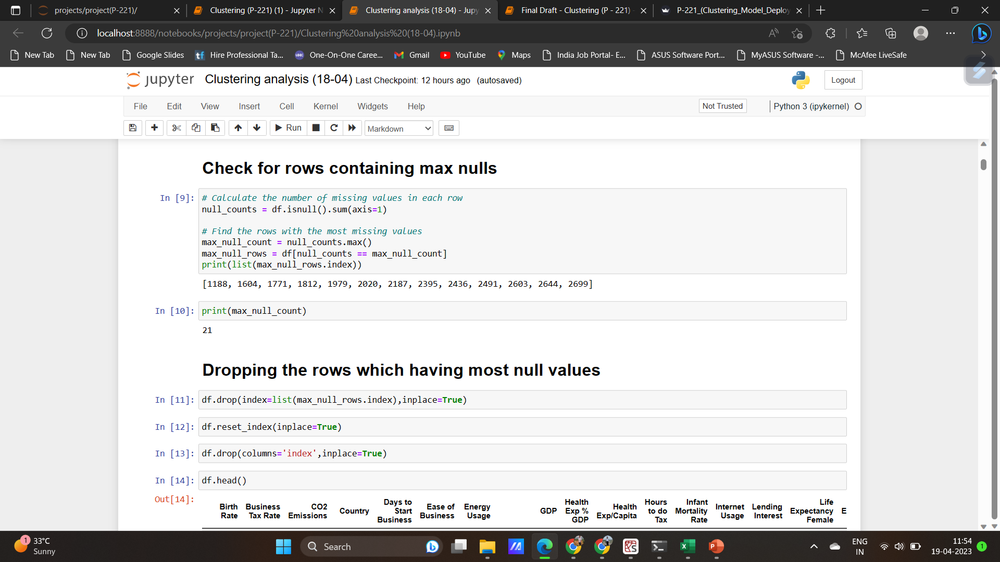 projects/project(P-221)/
Clustering (P-221) (1) - Jupyter N
Clustering analysis (18-04) - Jupy
Final Draft - Clustering (P - 221) -
P-221_(Clustering_Model_Deploy
localhost:8888/notebooks/projects/project(P-221)/Clustering%20analysis%20(18-04).ipynb
New Tab
New Tab
Google Slides
Hire Professional Ta...
One-On-One Caree...
Gmail
YouTube
Maps
India Job Portal- E...
ASUS Software Port...
MyASUS Software -...
McAfee LiveSafe
jupyter Clustering analysis (18-04) Last Checkpoint: 12 hours ago (autosaved)
Logout
File Edit View Insert Cell Kernel Widgets Help
Not Trusted
Python 3 (ipykernel)
Run
Markdown
Check for rows containing max nulls
In [9]: # Calculate the number of missing values in each row
null_counts = df.isnull().sum(axis=1)
# Find the rows with the most missing values
max_null_count = null_counts.max()
max_null_rows = df[null_counts == max_null_count]
print(list(max_null_rows.index))
[1188, 1604, 1771, 1812, 1979, 2020, 2187, 2395, 2436, 2491, 2603, 2644, 2699]
In [10]: print(max_null_count)
21
Dropping the rows which having most null values
In [11]: df.drop(index=list(max_null_rows.index),inplace=True)
In [12]: df.reset_index(inplace=True)
In [13]: df.drop(columns='index',inplace=True)
In [14]: df.head()
Out[14]:
Birth Rate
Business Tax Rate
CO2 Emissions
Country
Days to Start Business
Ease of Business
Energy Usage
GDP
Health Exp % GDP
Health Exp/Capita
Hours to do Tax
Infant Mortality Rate
Internet Usage
Lending Interest
Life Expectancy Female
E
1
33°C
Sunny
Search
ENG
IN
11:54
19-04-2023
1